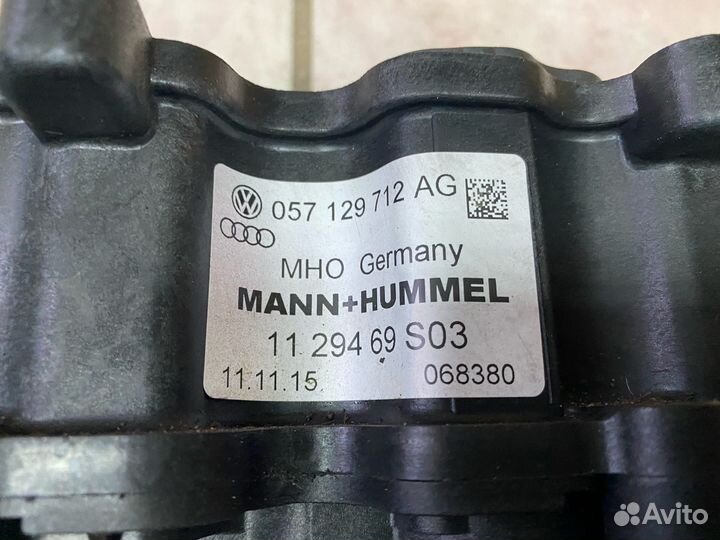 057 129 712 AG
MHO Germany
MANN+HUMMEL
11 294 69 S03
11.11.15 068380
Avito